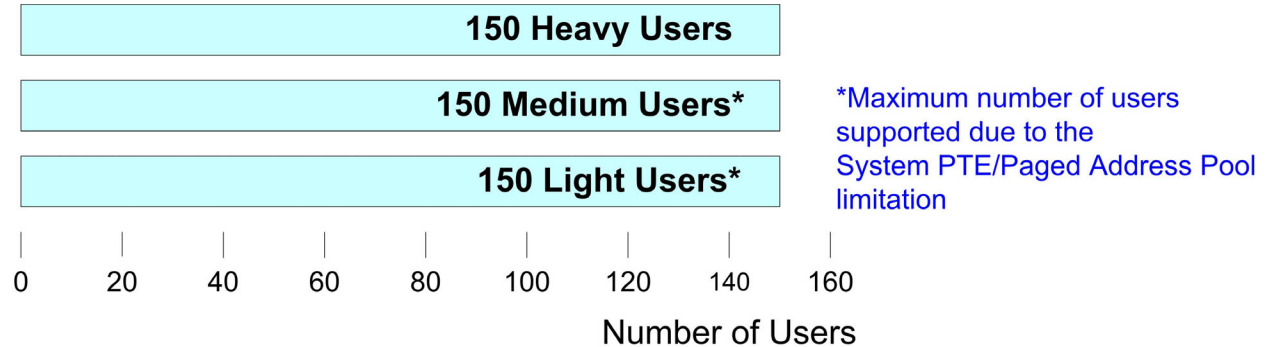 150 Heavy Users
150 Medium Users*
150 Light Users*
*Maximum number of users
supported due to the
System PTE/Paged Address Pool
limitation
0 20 40 60 80 100 120 140 160
Number of Users